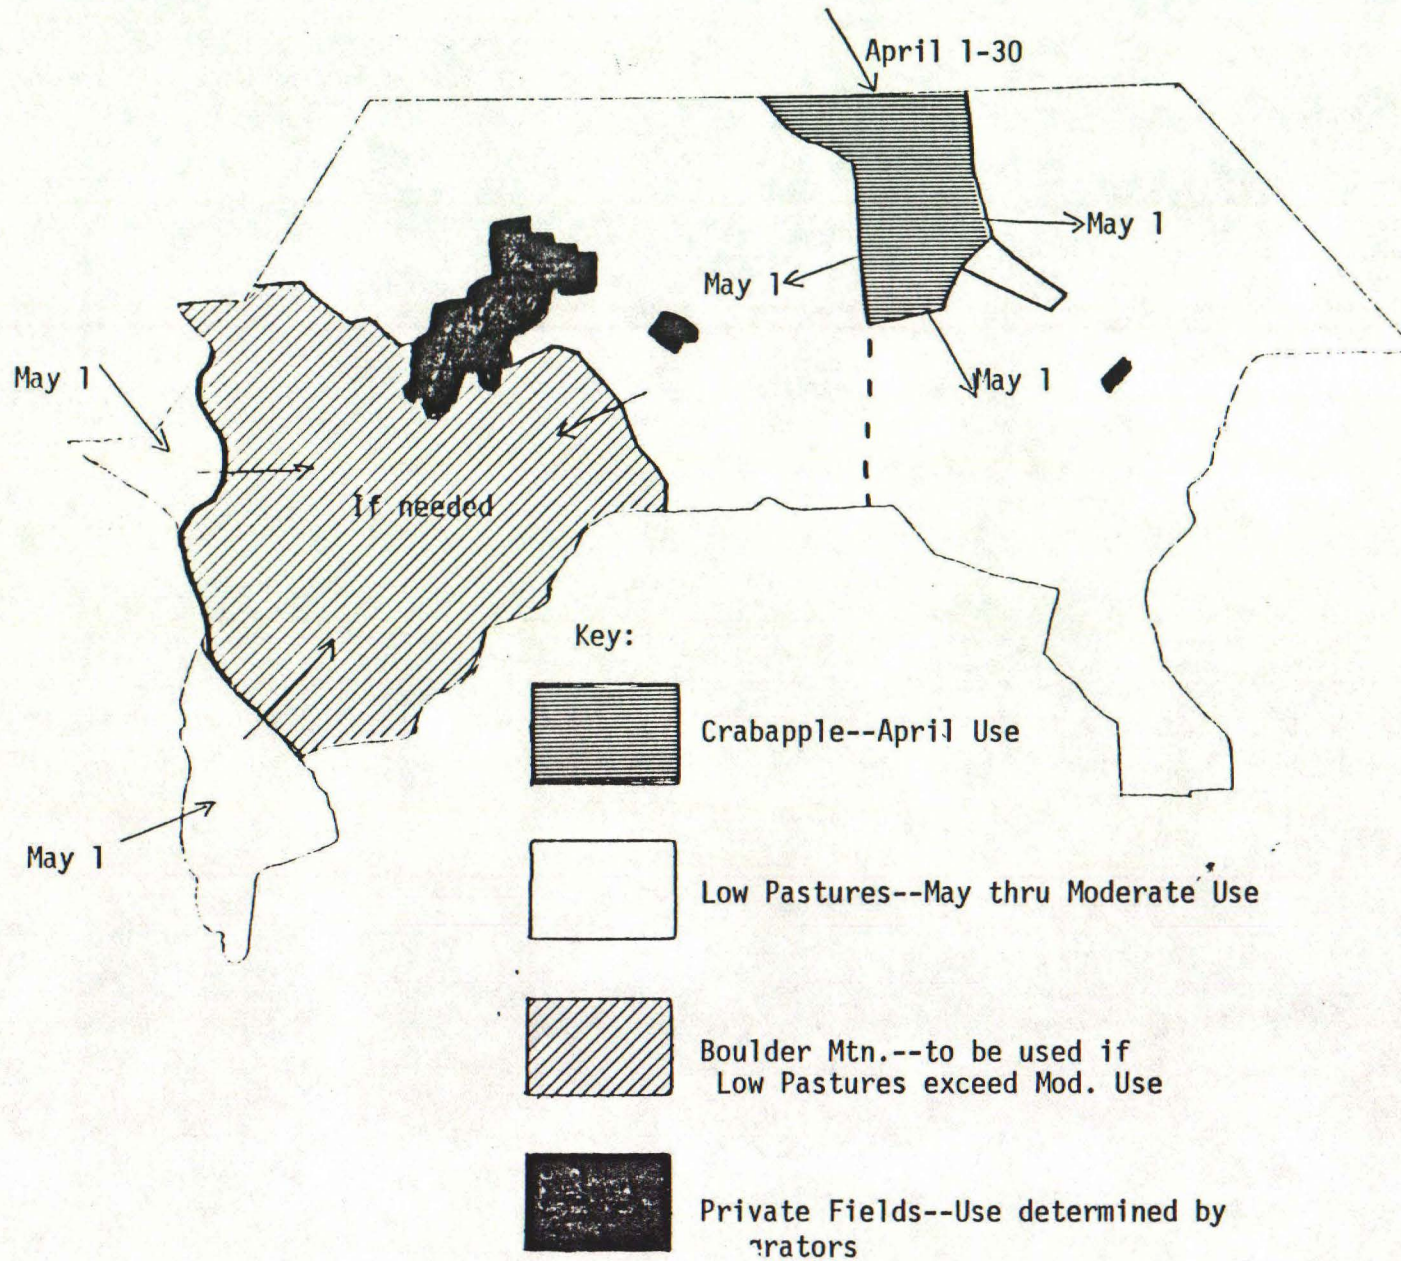 April 1-30
May 1
May 1
May 1
May 1
If needed
May 1
Key:
Crabapple--April Use
Low Pastures--May thru Moderate Use
Boulder Mtn.--to be used if
Low Pastures exceed Mod. Use
Private Fields--Use determined by